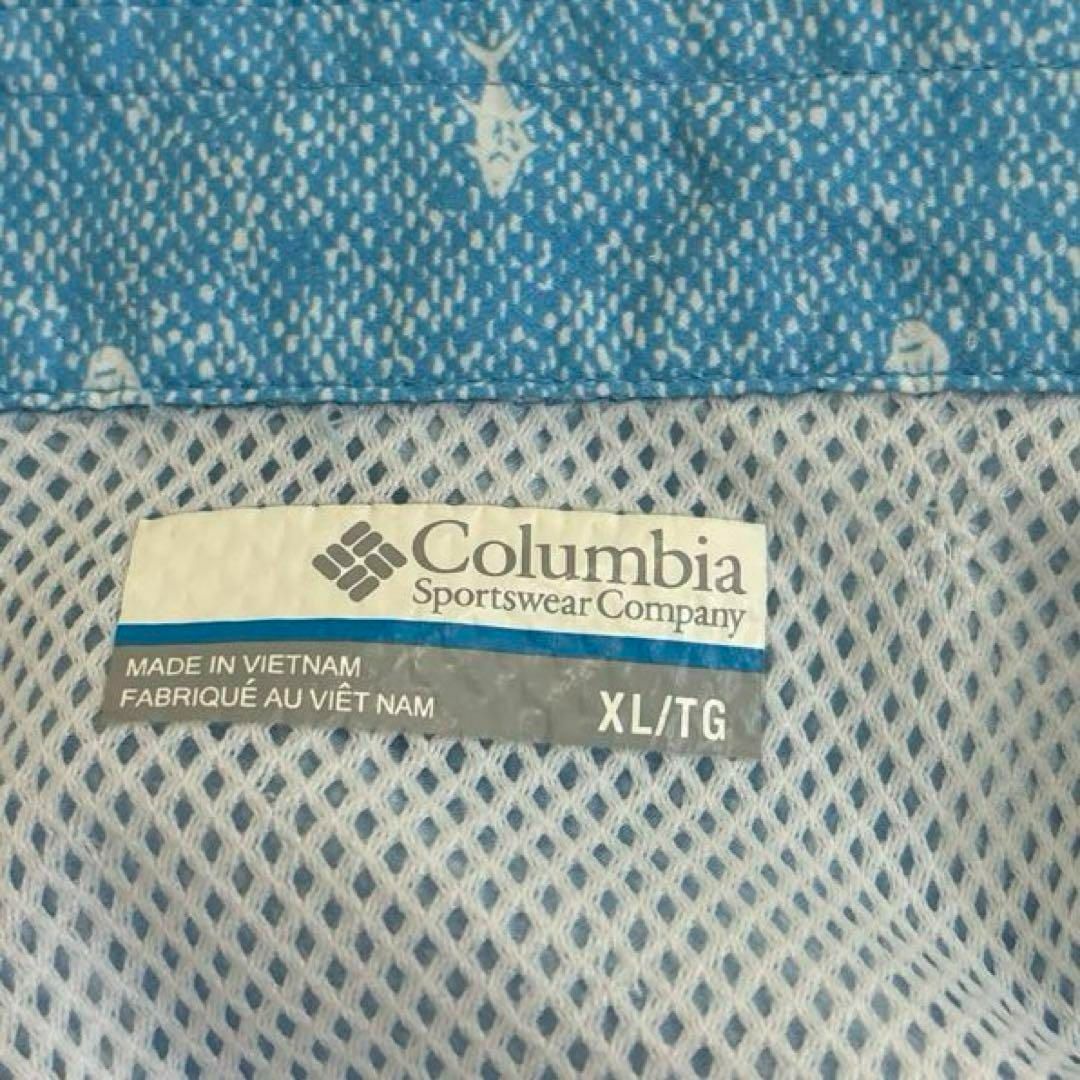 Columbia
Sportswear Company
MADE IN VIETNAM
FABRIQUÉ AU VIÊT NAM
XL/TG